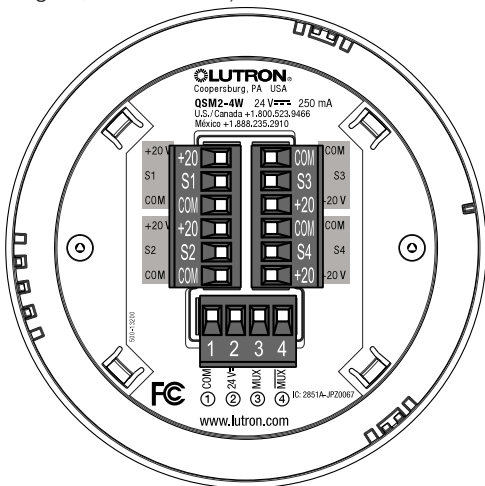 LUTRON®
Coopersburg, PA USA
QSM2-4W 24 V⎓ 250 mA
U.S./Canada +1.800.523.9466
México +1.888.235.2910
+20 V +20 COM COM
S1 S1 S3 S3
COM COM +20 -20 V
+20 V +20 COM COM
S2 S2 S4 S4
COM COM +20 -20 V
500-13200
1 2 3 4
COM 24 V⎓ MUX M̅U̅X̅
① ② ③ ④
FC
IC: 2851A-JPZ0067
www.lutron.com